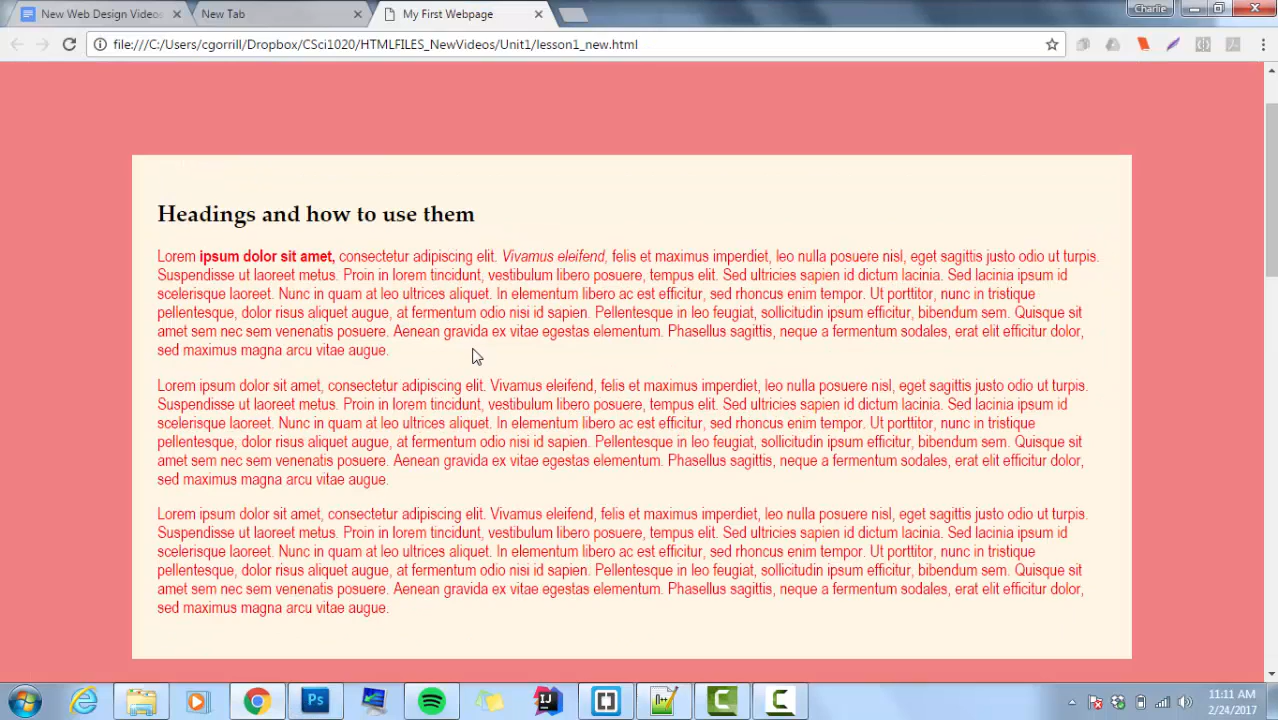 New Web Design Videos
New Tab
My First Webpage
Charlie
file:///C:/Users/cgorrill/Dropbox/CSci1020/HTMLFILES_NewVideos/Unit1/lesson1_new.html
Headings and how to use them
Lorem ipsum dolor sit amet, consectetur adipiscing elit. Vivamus eleifend, felis et maximus imperdiet, leo nulla posuere nisl, eget sagittis justo odio ut turpis.
Suspendisse ut laoreet metus. Proin in lorem tincidunt, vestibulum libero posuere, tempus elit. Sed ultricies sapien id dictum lacinia. Sed lacinia ipsum id
scelerisque laoreet. Nunc in quam at leo ultrices aliquet. In elementum libero ac est efficitur, sed rhoncus enim tempor. Ut porttitor, nunc in tristique
pellentesque, dolor risus aliquet augue, at fermentum odio nisi id sapien. Pellentesque in leo feugiat, sollicitudin ipsum efficitur, bibendum sem. Quisque sit
amet sem nec sem venenatis posuere. Aenean gravida ex vitae egestas elementum. Phasellus sagittis, neque a fermentum sodales, erat elit efficitur dolor,
sed maximus magna arcu vitae augue.
Lorem ipsum dolor sit amet, consectetur adipiscing elit. Vivamus eleifend, felis et maximus imperdiet, leo nulla posuere nisl, eget sagittis justo odio ut turpis.
Suspendisse ut laoreet metus. Proin in lorem tincidunt, vestibulum libero posuere, tempus elit. Sed ultricies sapien id dictum lacinia. Sed lacinia ipsum id
scelerisque laoreet. Nunc in quam at leo ultrices aliquet. In elementum libero ac est efficitur, sed rhoncus enim tempor. Ut porttitor, nunc in tristique
pellentesque, dolor risus aliquet augue, at fermentum odio nisi id sapien. Pellentesque in leo feugiat, sollicitudin ipsum efficitur, bibendum sem. Quisque sit
amet sem nec sem venenatis posuere. Aenean gravida ex vitae egestas elementum. Phasellus sagittis, neque a fermentum sodales, erat elit efficitur dolor,
sed maximus magna arcu vitae augue.
Lorem ipsum dolor sit amet, consectetur adipiscing elit. Vivamus eleifend, felis et maximus imperdiet, leo nulla posuere nisl, eget sagittis justo odio ut turpis.
Suspendisse ut laoreet metus. Proin in lorem tincidunt, vestibulum libero posuere, tempus elit. Sed ultricies sapien id dictum lacinia. Sed lacinia ipsum id
scelerisque laoreet. Nunc in quam at leo ultrices aliquet. In elementum libero ac est efficitur, sed rhoncus enim tempor. Ut porttitor, nunc in tristique
pellentesque, dolor risus aliquet augue, at fermentum odio nisi id sapien. Pellentesque in leo feugiat, sollicitudin ipsum efficitur, bibendum sem. Quisque sit
amet sem nec sem venenatis posuere. Aenean gravida ex vitae egestas elementum. Phasellus sagittis, neque a fermentum sodales, erat elit efficitur dolor,
sed maximus magna arcu vitae augue.
Ps
IJ
11:11 AM
2/24/2017